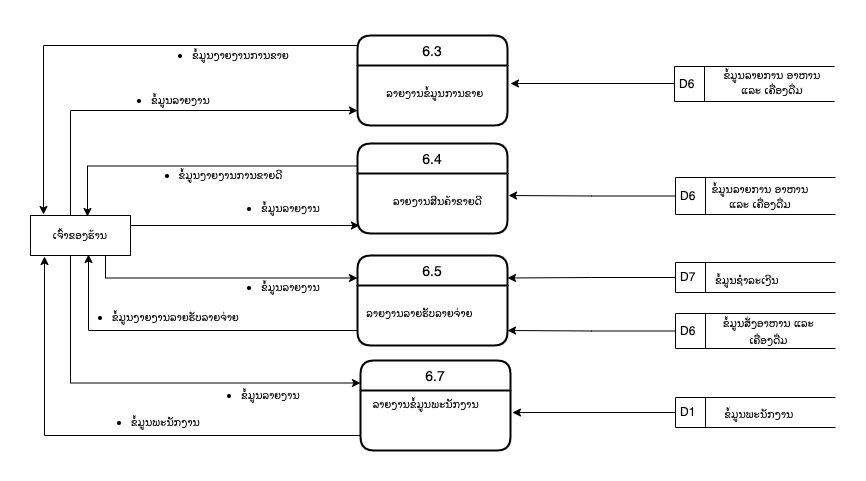 6.3
• ຂໍ້ມູນງາຍງານການຂາຍ
ລາຍງານຂໍ້ມູນການຂາຍ
• ຂໍ້ມູນລາຍງານ
D6
ຂໍ້ມູນລາຍການ ອາຫານ
ແລະ ເຄື່ອງດື່ມ
6.4
• ຂໍ້ມູນງາຍງານການຂາຍດີ
ລາຍງານສິນຄ້າຂາຍດີ
• ຂໍ້ມູນລາຍງານ
D6
ຂໍ້ມູນລາຍການ ອາຫານ
ແລະ ເຄື່ອງດື່ມ
ເຈົ້າຂອງຮ້ານ
6.5
• ຂໍ້ມູນລາຍງານ
ລາຍງານລາຍຮັບລາຍຈ່າຍ
• ຂໍ້ມູນງາຍງານລາຍຮັບລາຍຈ່າຍ
D7
ຂໍ້ມູນຊຳລະເງິນ
D6
ຂໍ້ມູນສັ່ງອາຫານ ແລະ
ເຄື່ອງດື່ມ
6.7
• ຂໍ້ມູນລາຍງານ
ລາຍງານຂໍ້ມູນພະນັກງານ
• ຂໍ້ມູນພະນັກງານ
D1
ຂໍ້ມູນພະນັກງານ